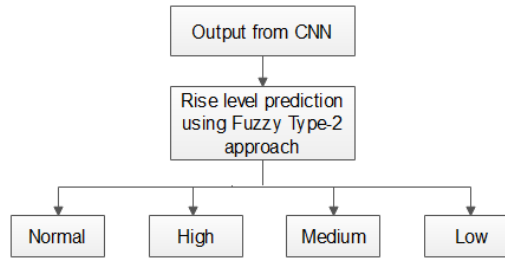 Output from CNN
Rise level prediction
using Fuzzy Type-2
approach
Normal
High
Medium
Low